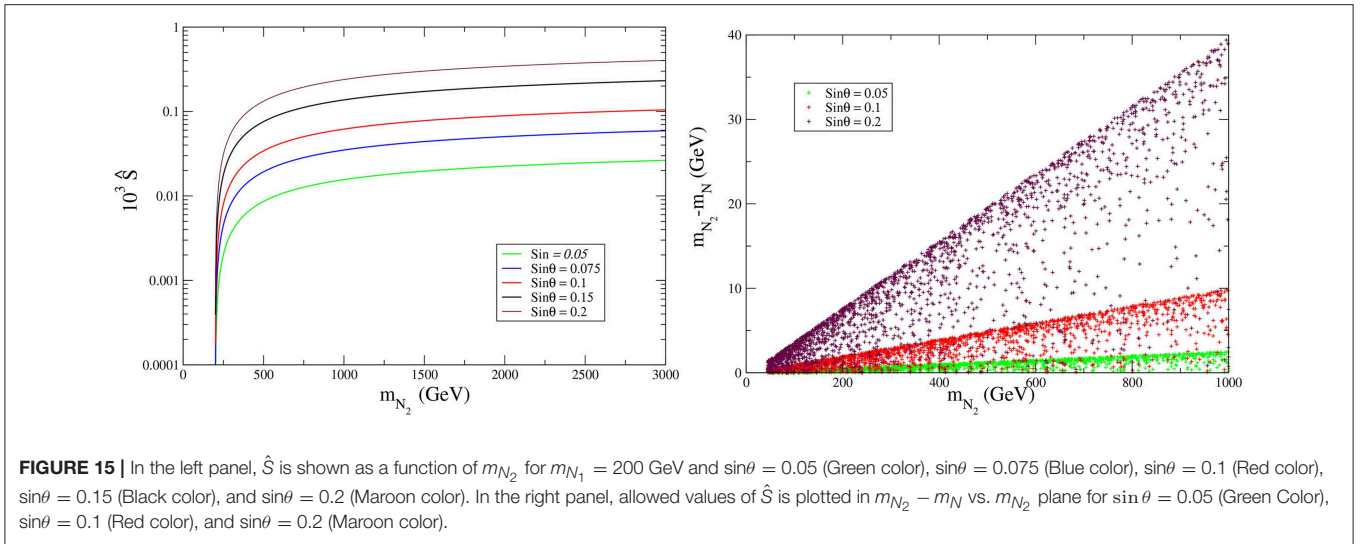 1
0.1
0.01
0.001
0.0001
10³ Ŝ
Sin = 0.05
Sinθ = 0.075
Sinθ = 0.1
Sinθ = 0.15
Sinθ = 0.2
0 500 1000 1500 2000 2500 3000
m_N₂ (GeV)
40
30
20
10
0
m_N₂-m_N (GeV)
Sinθ = 0.05
Sinθ = 0.1
Sinθ = 0.2
0 200 400 600 800 1000
m_N₂ (GeV)
FIGURE 15 | In the left panel, Ŝ is shown as a function of m_N₂ for m_N₁ = 200 GeV and sinθ = 0.05 (Green color), sinθ = 0.075 (Blue color), sinθ = 0.1 (Red color),
sinθ = 0.15 (Black color), and sinθ = 0.2 (Maroon color). In the right panel, allowed values of Ŝ is plotted in m_N₂ − m_N vs. m_N₂ plane for sin θ = 0.05 (Green Color),
sinθ = 0.1 (Red color), and sinθ = 0.2 (Maroon color).